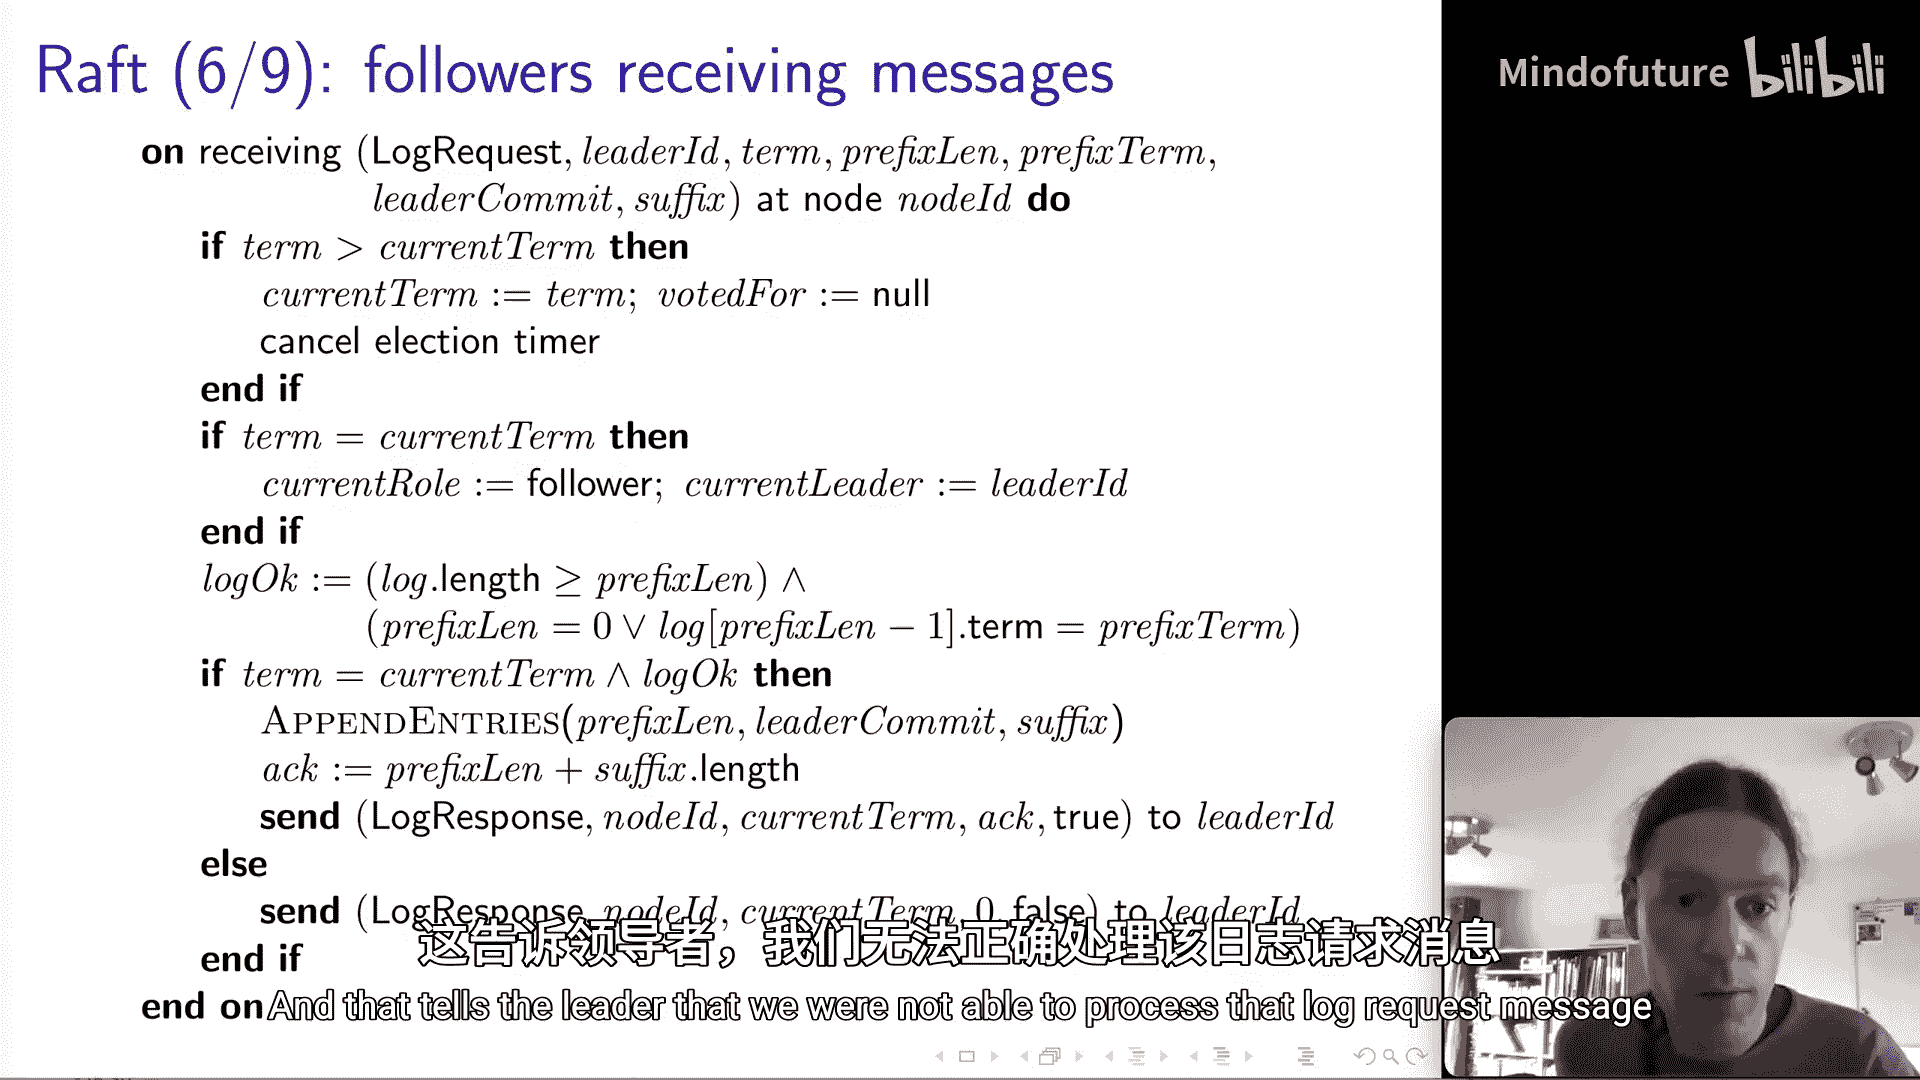 Raft (6/9): followers receiving messages
Mindofuture bilibili
on receiving (LogRequest, leaderId, term, prefixLen, prefixTerm,
leaderCommit, suffix) at node nodeId do
if term > currentTerm then
currentTerm := term; votedFor := null
cancel election timer
end if
if term = currentTerm then
currentRole := follower; currentLeader := leaderId
end if
logOk := (log.length ≥ prefixLen) ∧
(prefixLen = 0 ∨ log[prefixLen − 1].term = prefixTerm)
if term = currentTerm ∧ logOk then
APPENDENTRIES(prefixLen, leaderCommit, suffix)
ack := prefixLen + suffix.length
send (LogResponse, nodeId, currentTerm, ack, true) to leaderId
else
send (LogResponse, nodeId, currentTerm, 0, false) to leaderId
这告诉领导者，我们无法正确处理该日志请求消息
end if
end on
And that tells the leader that we were not able to process that log request message